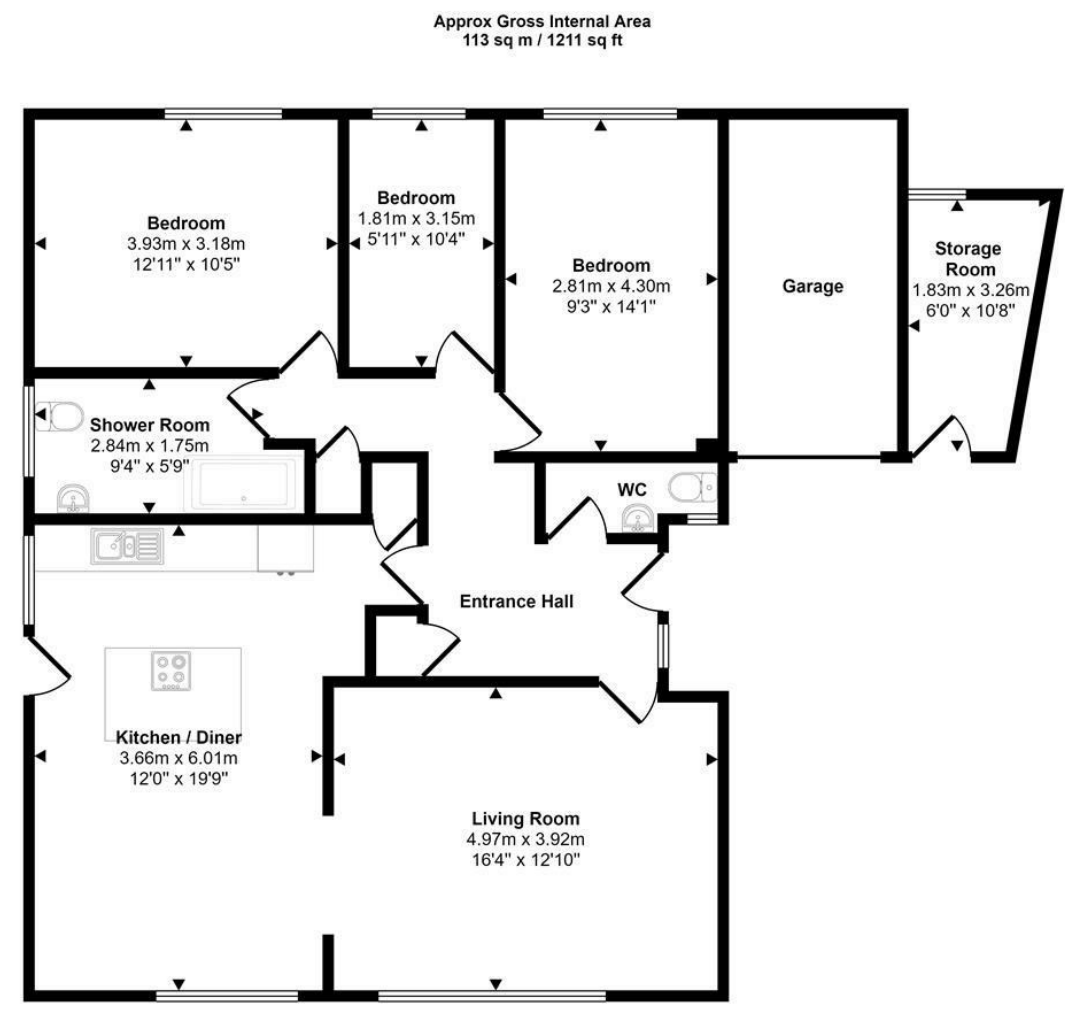 Approx Gross Internal Area
113 sq m / 1211 sq ft
Bedroom
3.93m x 3.18m
12'11" x 10'5"
Bedroom
1.81m x 3.15m
5'11" x 10'4"
Bedroom
2.81m x 4.30m
9'3" x 14'1"
Garage
Storage
Room
1.83m x 3.26m
6'0" x 10'8"
Shower Room
2.84m x 1.75m
9'4" x 5'9"
WC
Entrance Hall
Kitchen / Diner
3.66m x 6.01m
12'0" x 19'9"
Living Room
4.97m x 3.92m
16'4" x 12'10"